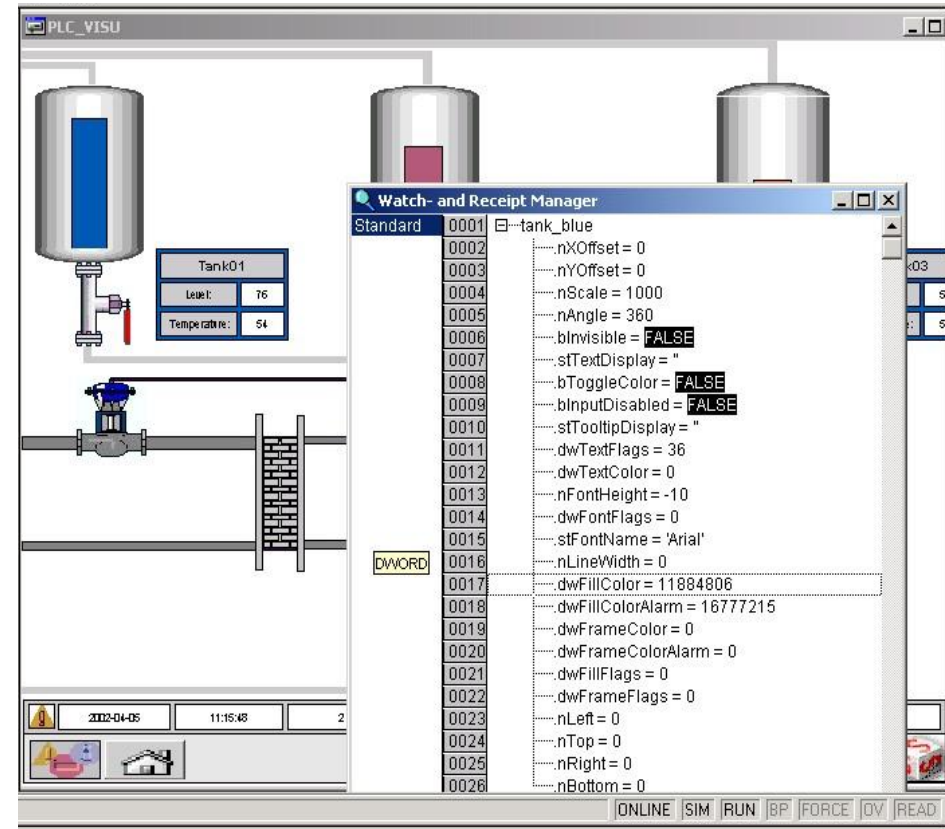 PLC_VISU
Tank01
Level: 76
Temperature: 54
k03
5
e: 5
Watch- and Receipt Manager
Standard
0001 tank_blue
0002 .nXOffset = 0
0003 .nYOffset = 0
0004 .nScale = 1000
0005 .nAngle = 360
0006 .bInvisible = FALSE
0007 .stTextDisplay = ''
0008 .bToggleColor = FALSE
0009 .bInputDisabled = FALSE
0010 .stTooltipDisplay = ''
0011 .dwTextFlags = 36
0012 .dwTextColor = 0
0013 .nFontHeight = -10
0014 .dwFontFlags = 0
0015 .stFontName = 'Arial'
DWORD
0016 .nLineWidth = 0
0017 .dwFillColor = 11884806
0018 .dwFillColorAlarm = 16777215
0019 .dwFrameColor = 0
0020 .dwFrameColorAlarm = 0
0021 .dwFillFlags = 0
0022 .dwFrameFlags = 0
0023 .nLeft = 0
0024 .nTop = 0
0025 .nRight = 0
0026 .nBottom = 0
2002-04-05 11:15:48 2
ONLINE SIM RUN BP FORCE OV READ